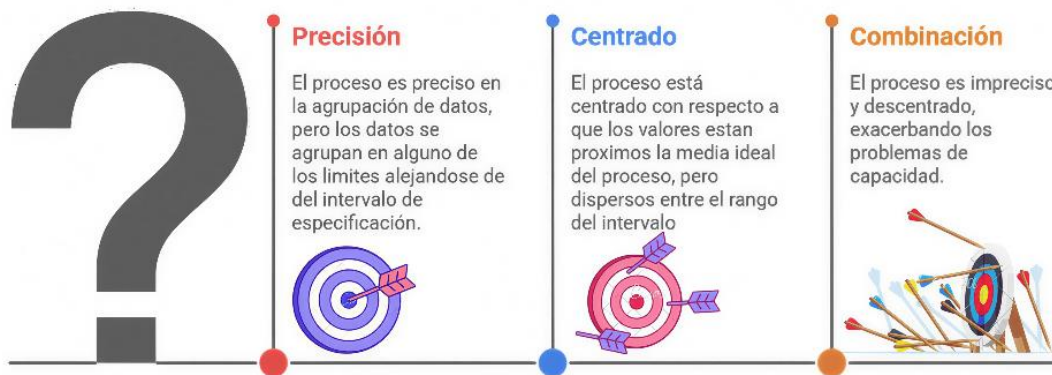 Precisión
El proceso es preciso en
la agrupación de datos,
pero los datos se
agrupan en alguno de
los limites alejandose de
del intervalo de
especificación.
Centrado
El proceso está
centrado con respecto a
que los valores estan
proximos la media ideal
del proceso, pero
dispersos entre el rango
del intervalo
Combinación
El proceso es impreciso
y descentrado,
exacerbando los
problemas de
capacidad.